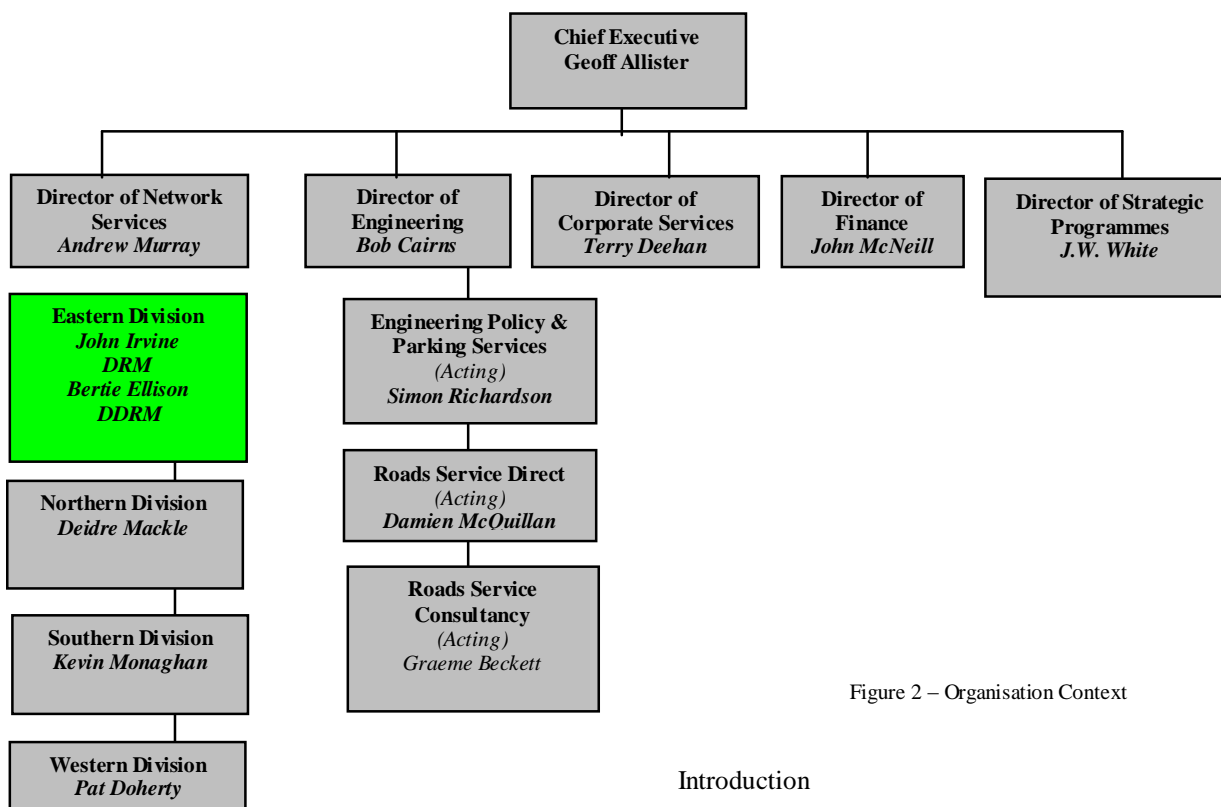 Chief Executive
Geoff Allister
Director of Network
Services
Andrew Murray
Director of
Engineering
Bob Cairns
Director of
Corporate Services
Terry Deehan
Director of
Finance
John McNeill
Director of Strategic
Programmes
J.W. White
Eastern Division
John Irvine
DRM
Bertie Ellison
DDRM
Northern Division
Deidre Mackle
Southern Division
Kevin Monaghan
Western Division
Pat Doherty
Engineering Policy &
Parking Services
(Acting)
Simon Richardson
Roads Service Direct
(Acting)
Damien McQuillan
Roads Service
Consultancy
(Acting)
Graeme Beckett
Figure 2 – Organisation Context
Introduction